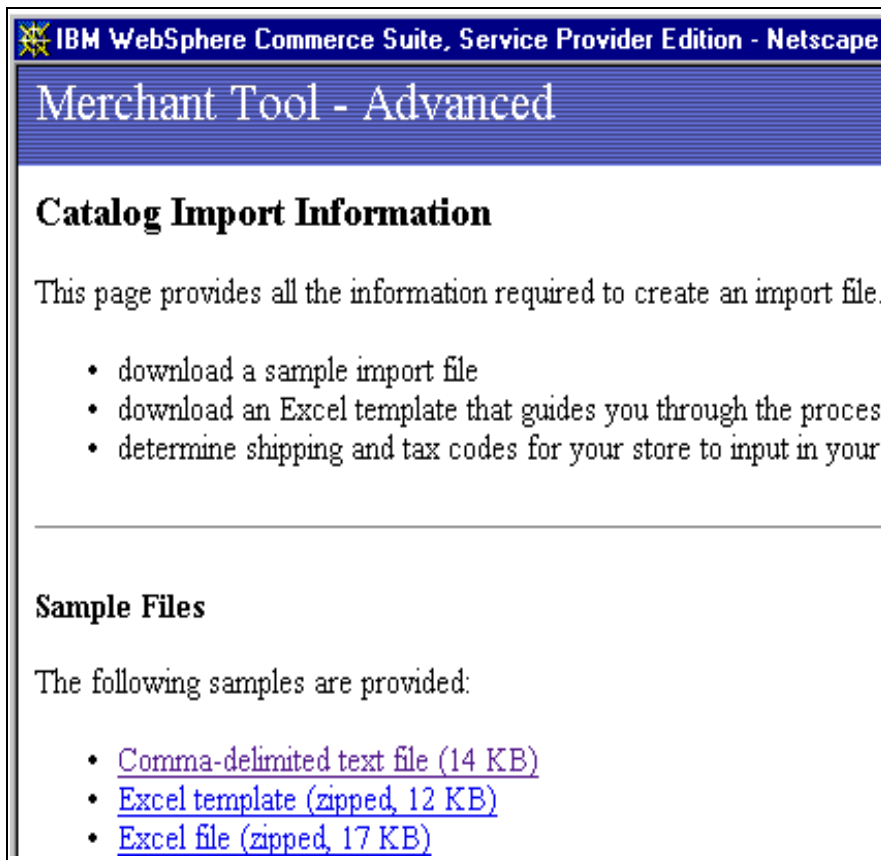 IBM WebSphere Commerce Suite, Service Provider Edition - Netscape
Merchant Tool - Advanced
Catalog Import Information
This page provides all the information required to create an import file.
• download a sample import file
• download an Excel template that guides you through the proces
• determine shipping and tax codes for your store to input in your
Sample Files
The following samples are provided:
• Comma-delimited text file (14 KB)
• Excel template (zipped, 12 KB)
• Excel file (zipped, 17 KB)